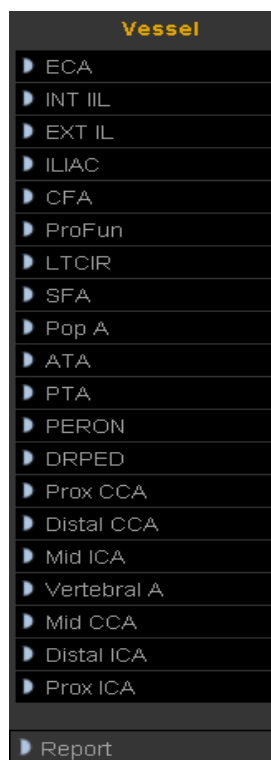 Vessel
ECA
INT IIL
EXT IL
ILIAC
CFA
ProFun
LTCIR
SFA
Pop A
ATA
PTA
PERON
DRPED
Prox CCA
Distal CCA
Mid ICA
Vertebral A
Mid CCA
Distal ICA
Prox ICA
Report